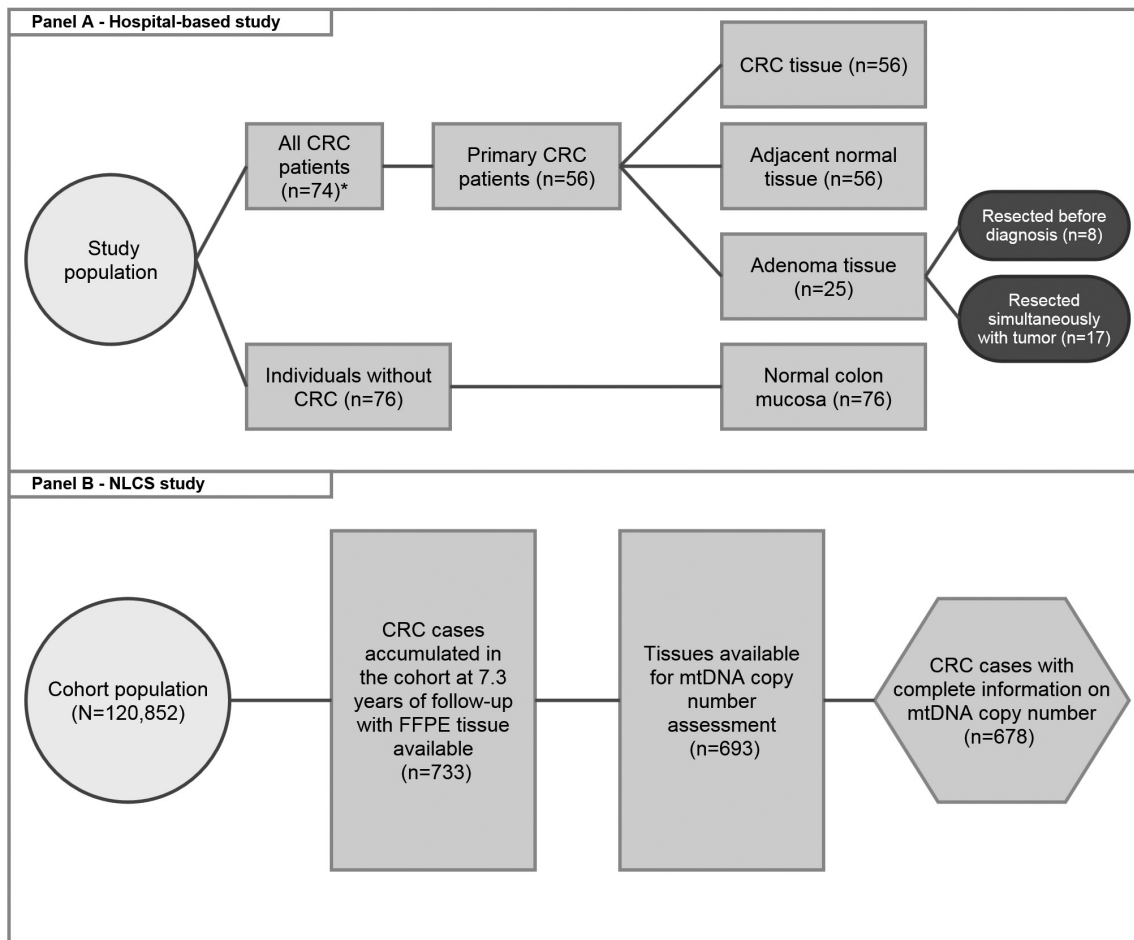 Panel A - Hospital-based study
Study
population
All CRC
patients
(n=74)*
Primary CRC
patients (n=56)
CRC tissue (n=56)
Adjacent normal
tissue (n=56)
Adenoma tissue
(n=25)
Resected before
diagnosis (n=8)
Resected
simultaneously
with tumor (n=17)
Individuals without
CRC (n=76)
Normal colon
mucosa (n=76)
Panel B - NLCS study
Cohort population
(N=120,852)
CRC cases
accumulated in
the cohort at 7.3
years of follow-up
with FFPE tissue
available
(n=733)
Tissues available
for mtDNA copy
number
assessment
(n=693)
CRC cases with
complete information on
mtDNA copy number
(n=678)